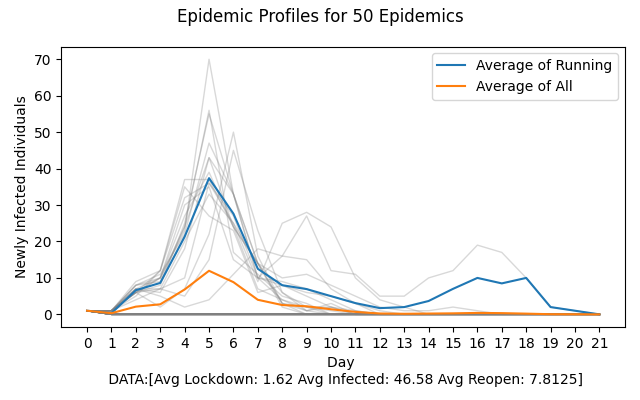 Epidemic Profiles for 50 Epidemics
Average of Running
Average of All
Newly Infected Individuals
70
60
50
40
30
20
10
0
0 1 2 3 4 5 6 7 8 9 10 11 12 13 14 15 16 17 18 19 20 21
Day
DATA:[Avg Lockdown: 1.62 Avg Infected: 46.58 Avg Reopen: 7.8125]